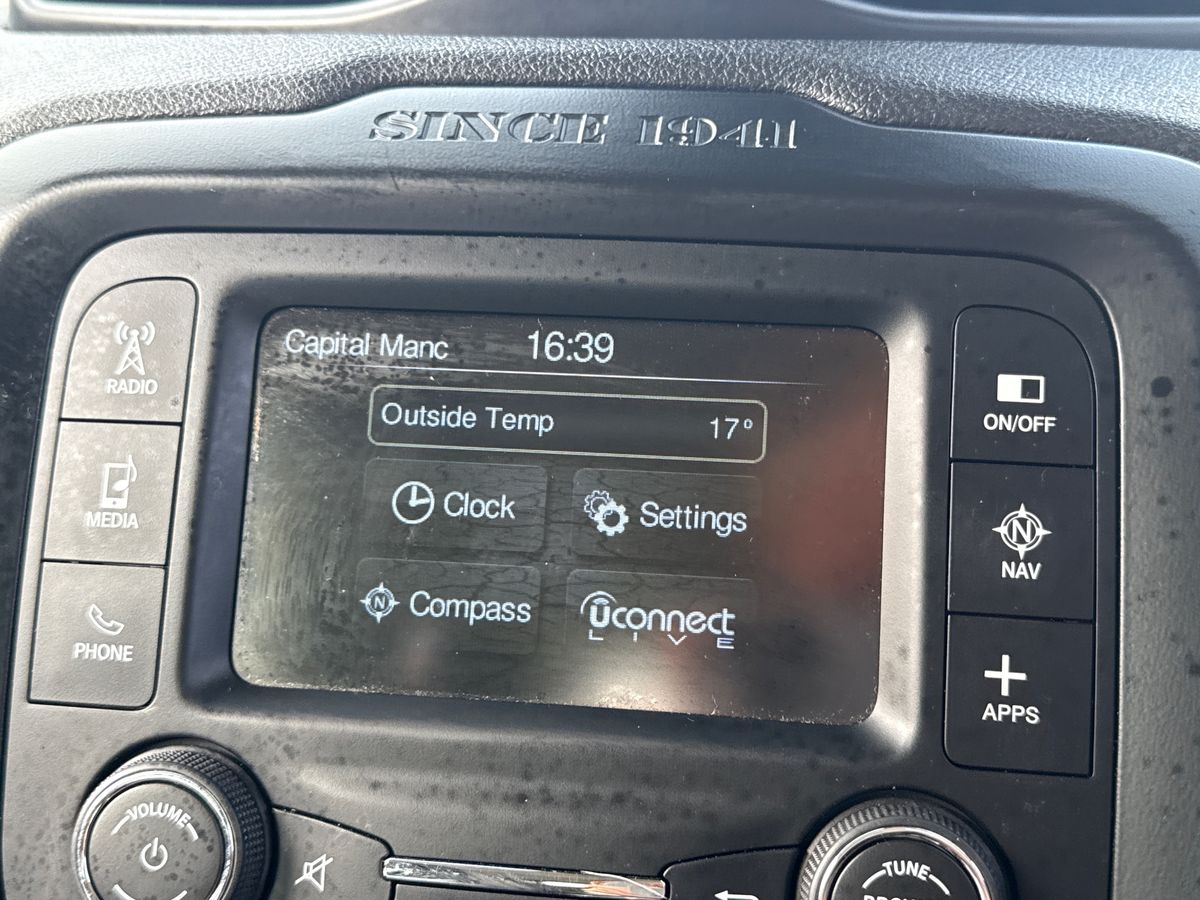 SINCE 1941
Capital Manc 16:39
Outside Temp 17°
Clock
Settings
Compass
uconnect
LIVE
RADIO
MEDIA
PHONE
ON/OFF
N
NAV
APPS
VOLUME
TUNE